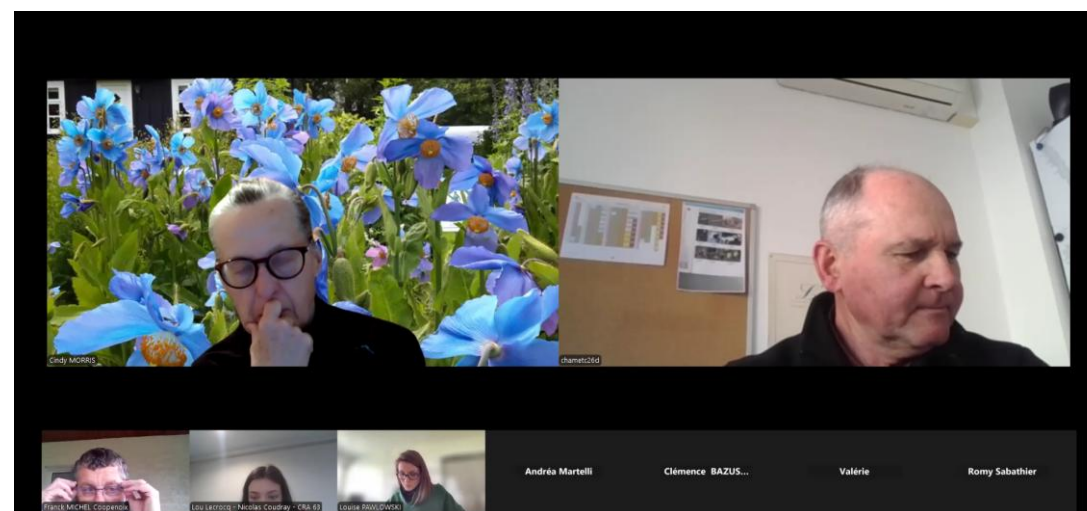 Cindy MORRIS
chametc26d
Franck MICHEL Coopenoix
Lou Lecrocq - Nicolas Coudray - CRA 63
Louise PAWLOWSKI
Andréa Martelli
Clémence BAZUS...
Valérie
Romy Sabathier